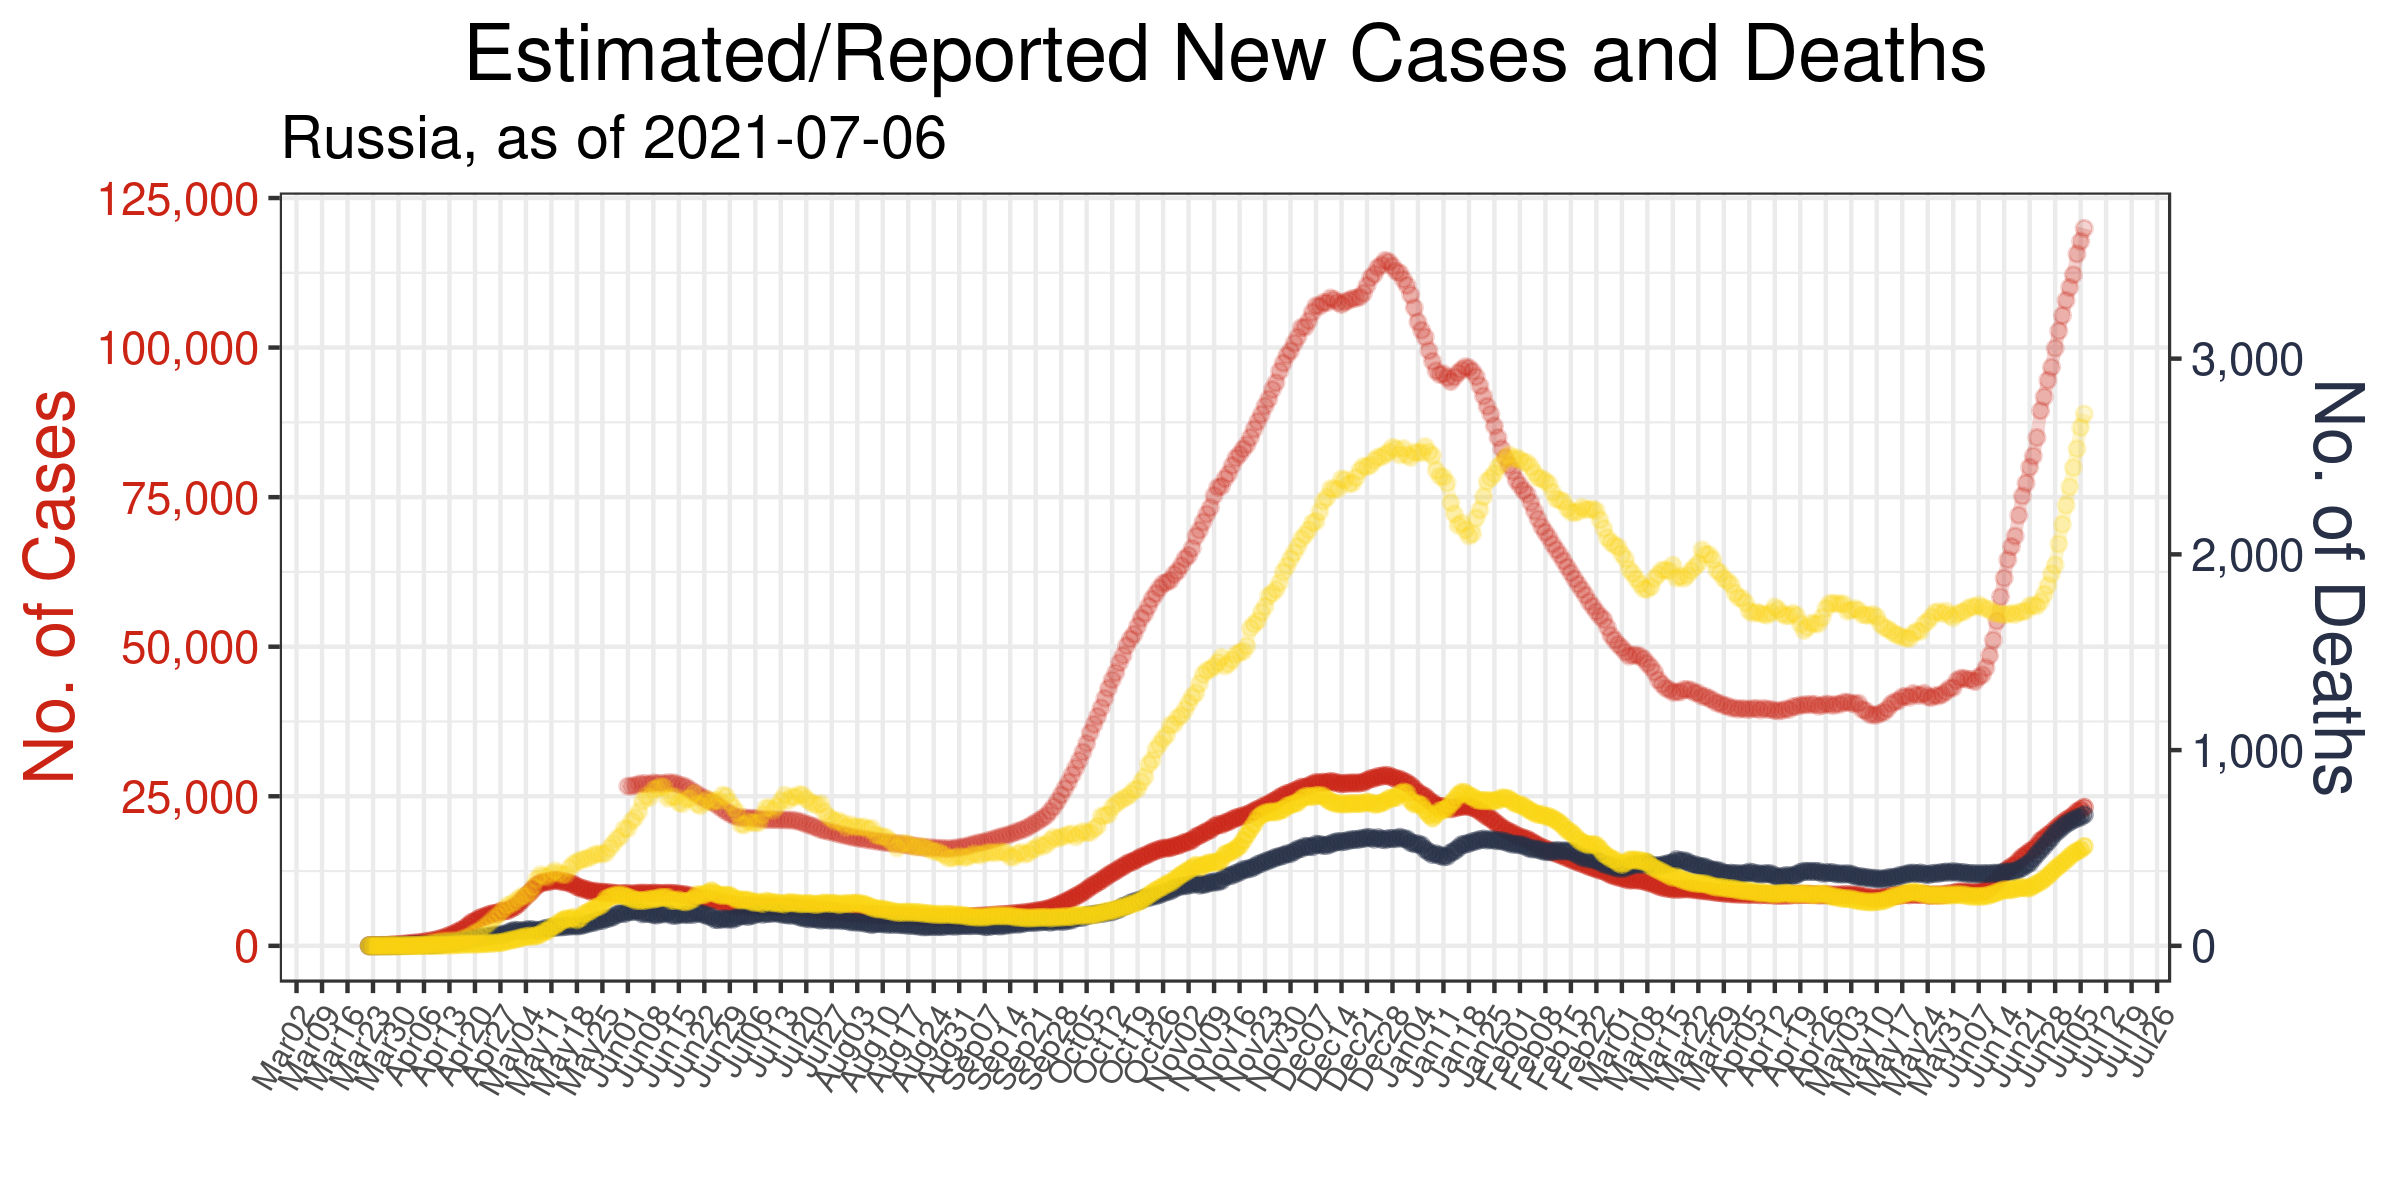 Estimated/Reported New Cases and Deaths
Russia, as of 2021-07-06
No. of Cases
125,000
100,000
75,000
50,000
25,000
0
3,000
2,000
1,000
0
No. of Deaths
Mar02
Mar09
Mar16
Mar23
Mar30
Apr06
Apr13
Apr20
Apr27
May04
May11
May18
May25
Jun01
Jun08
Jun15
Jun22
Jun29
Jul06
Jul13
Jul20
Jul27
Aug03
Aug10
Aug17
Aug24
Aug31
Sep07
Sep14
Sep21
Sep28
Oct05
Oct12
Oct19
Oct26
Nov02
Nov09
Nov16
Nov23
Nov30
Dec07
Dec14
Dec21
Dec28
Jan04
Jan11
Jan18
Jan25
Feb01
Feb08
Feb15
Feb22
Mar01
Mar08
Mar15
Mar22
Mar29
Apr05
Apr12
Apr19
Apr26
May03
May10
May17
May24
May31
Jun07
Jun14
Jun21
Jun28
Jul05
Jul12
Jul19
Jul26